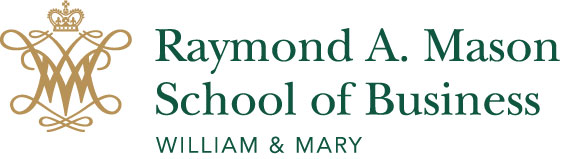 Raymond A. Mason
School of Business
WILLIAM & MARY